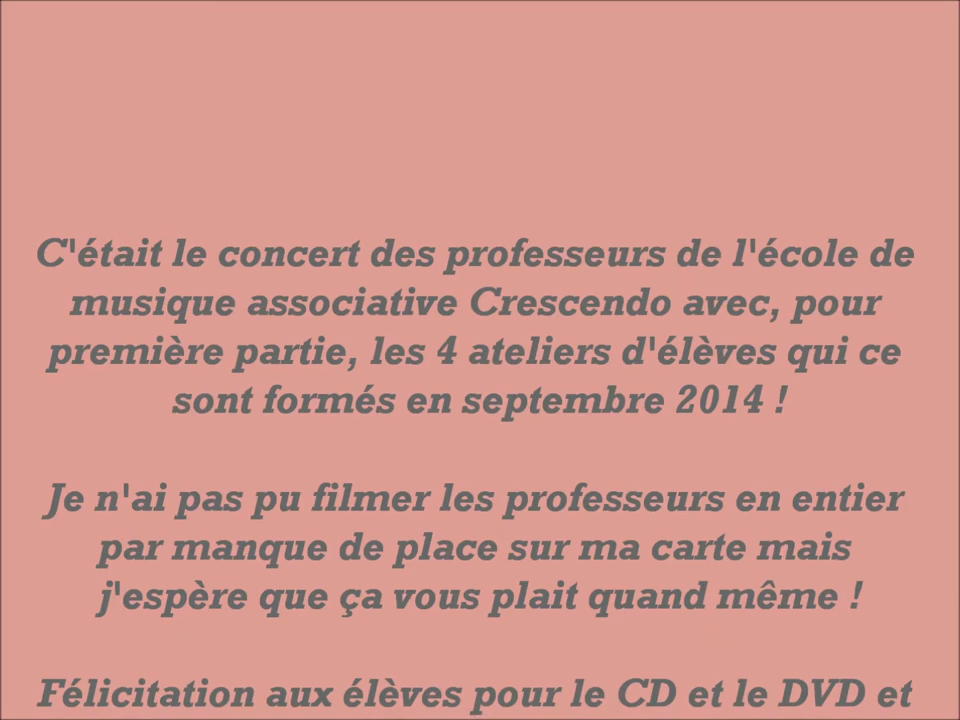 C'était le concert des professeurs de l'école de
musique associative Crescendo avec, pour
première partie, les 4 ateliers d'élèves qui ce
sont formés en septembre 2014 !
Je n'ai pas pu filmer les professeurs en entier
par manque de place sur ma carte mais
j'espère que ça vous plait quand même !
Félicitation aux élèves pour le CD et le DVD et